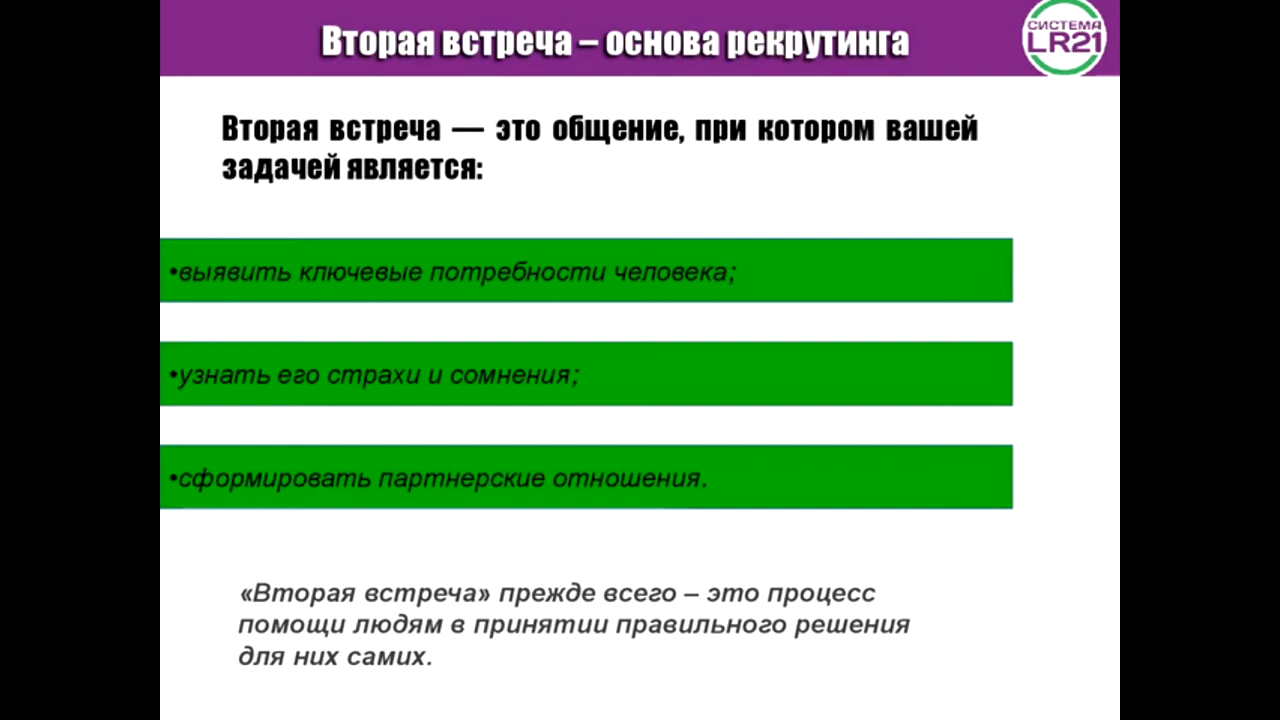 Вторая встреча – основа рекрутинга
СИСТЕМА
LR21
Вторая встреча — это общение, при котором вашей
задачей является:
•выявить ключевые потребности человека;
•узнать его страхи и сомнения;
•сформировать партнерские отношения.
«Вторая встреча» прежде всего – это процесс
помощи людям в принятии правильного решения
для них самих.